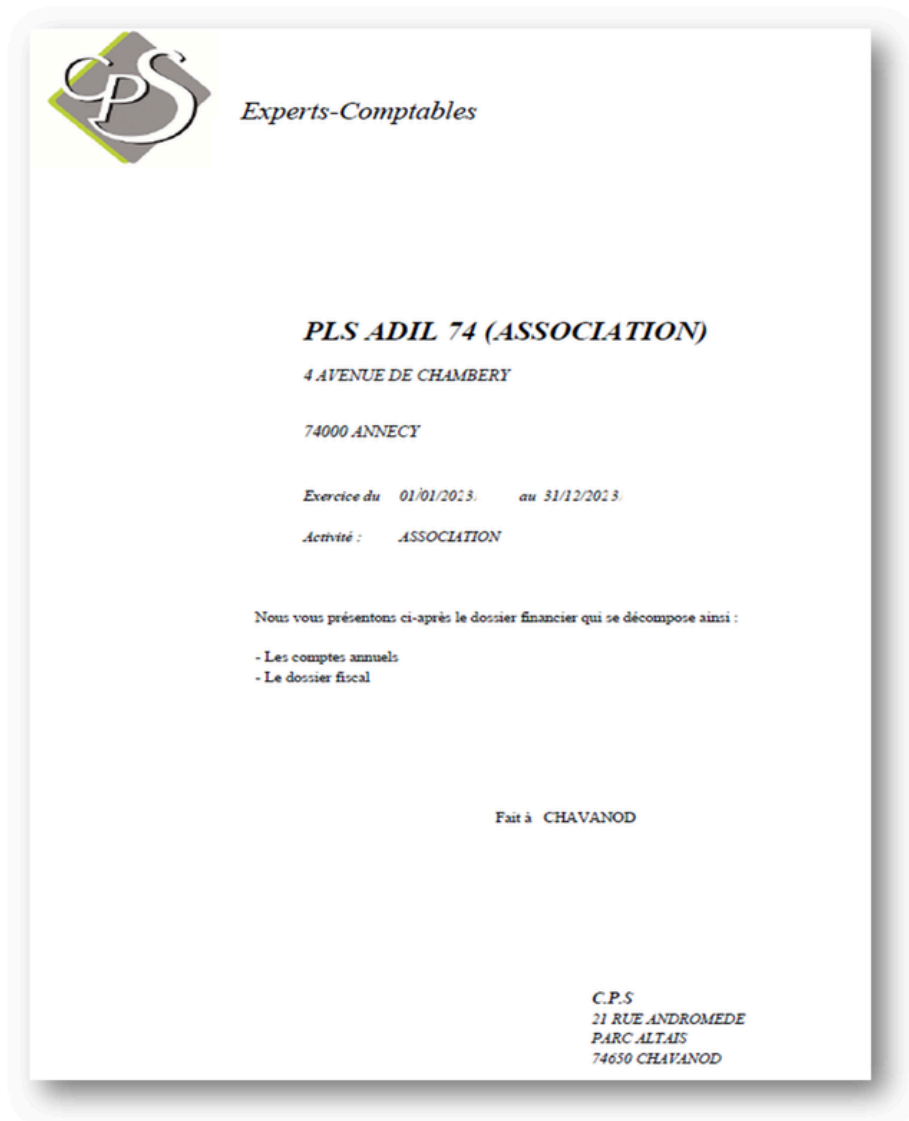 CPS
Experts-Comptables
PLS ADIL 74 (ASSOCIATION)
4 AVENUE DE CHAMBERY
74000 ANNECY
Exercice du 01/01/2023 au 31/12/2023
Activité : ASSOCIATION
Nous vous présentons ci-après le dossier financier qui se décompose ainsi :
- Les comptes annuels
- Le dossier fiscal
Fait à CHAVANOD
C.P.S
21 RUE ANDROMEDE
PARC ALTAIS
74650 CHAVANOD